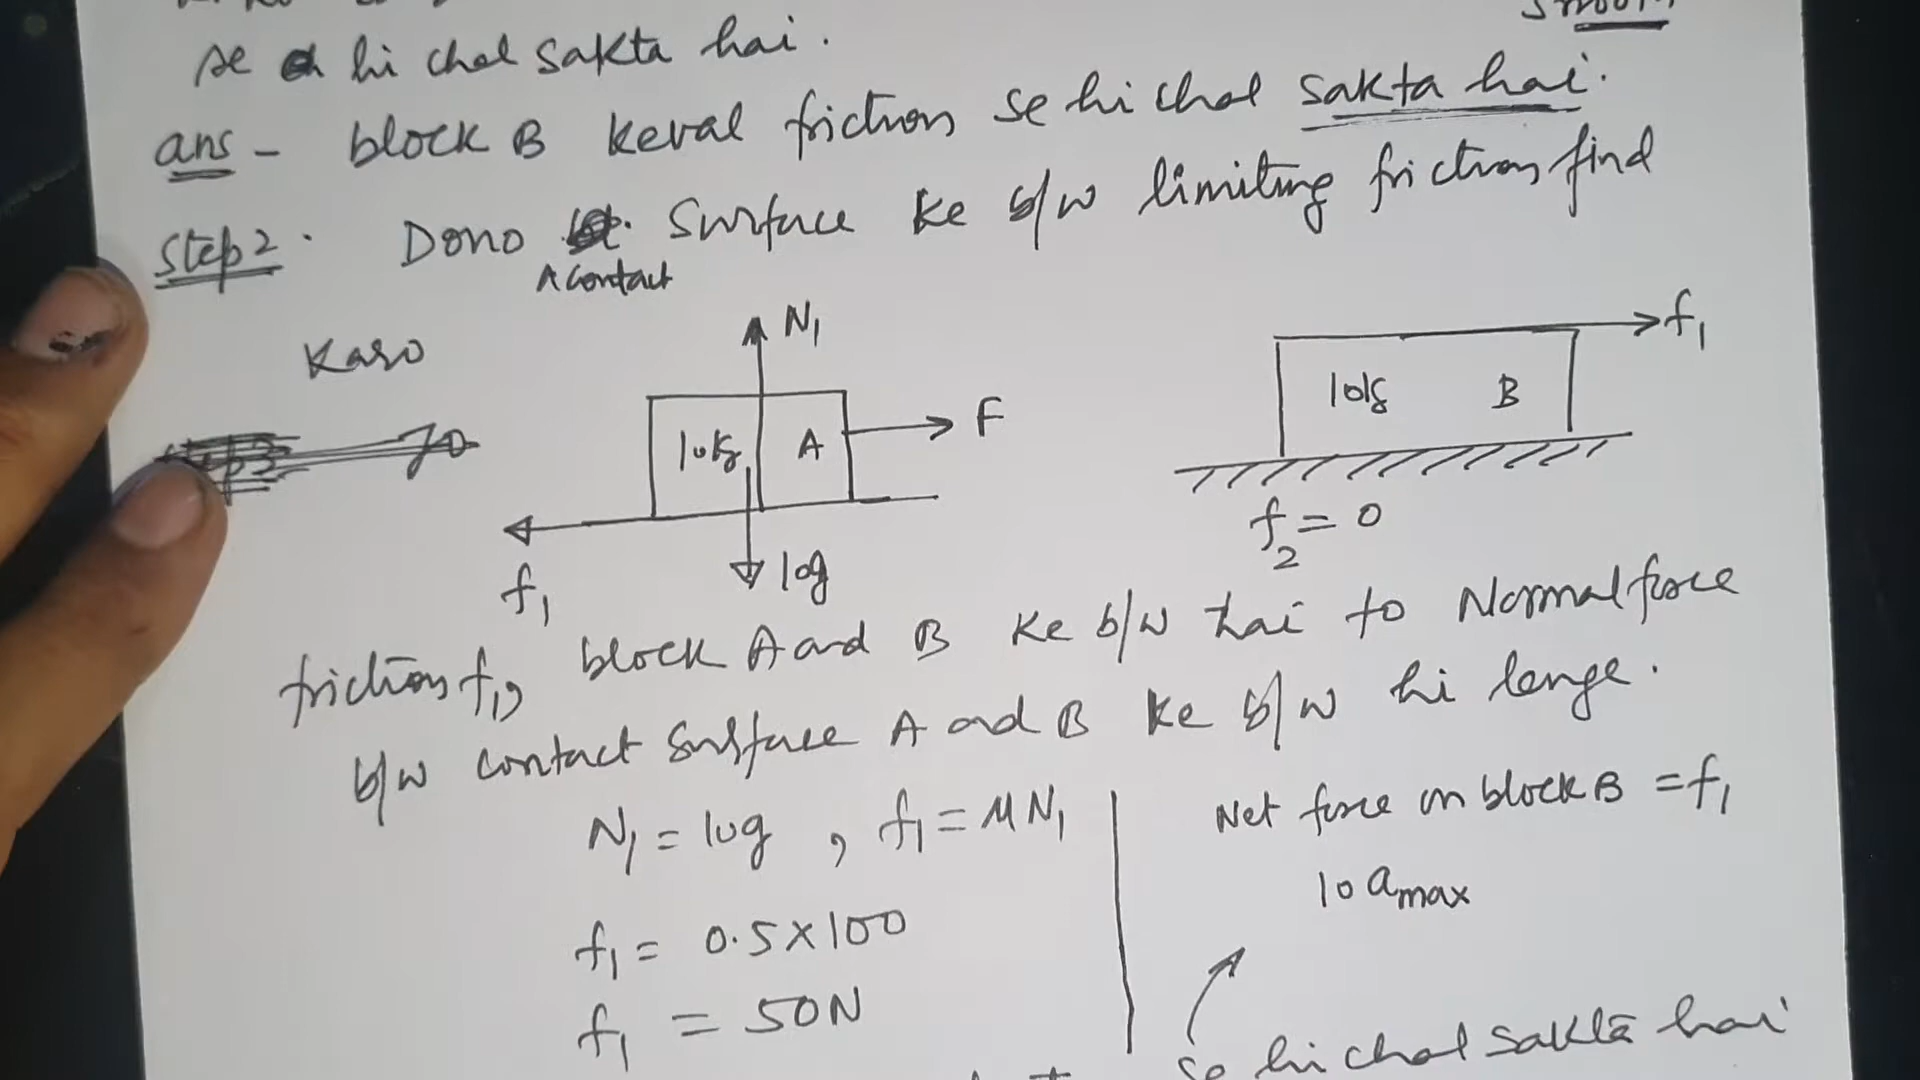 se hi chal sakta hai.
ans - block B keval friction se hi chal sakta hai.
step 2. Dono surface ke b/w limiting friction find
contact
Karo
N1
F
10kg A
f1
10g
f1
10kg B
f2 = 0
friction f1, block A and B ke b/w hai to Normal force
b/w contact surface A and B ke b/w hi lenge.
N1 = 10g , f1 = μN1
f1 = 0.5×100
f1 = 50N
Net force on block B = f1
10 amax
se hi chal sakta hai